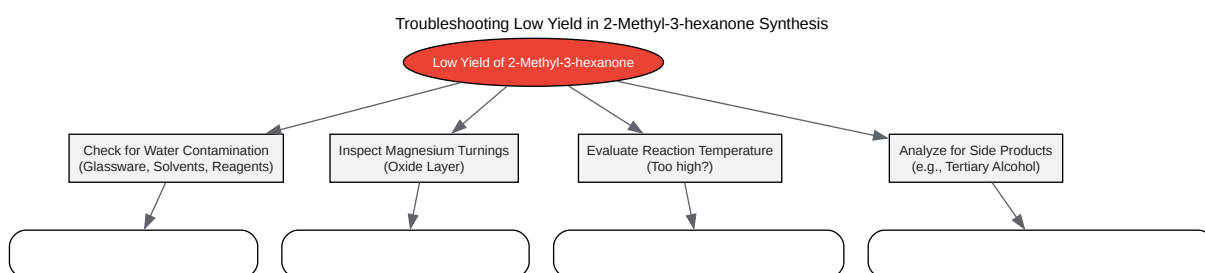 Troubleshooting Low Yield in 2-Methyl-3-hexanone Synthesis
Low Yield of 2-Methyl-3-hexanone
Check for Water Contamination
(Glassware, Solvents, Reagents)
Inspect Magnesium Turnings
(Oxide Layer)
Evaluate Reaction Temperature
(Too high?)
Analyze for Side Products
(e.g., Tertiary Alcohol)